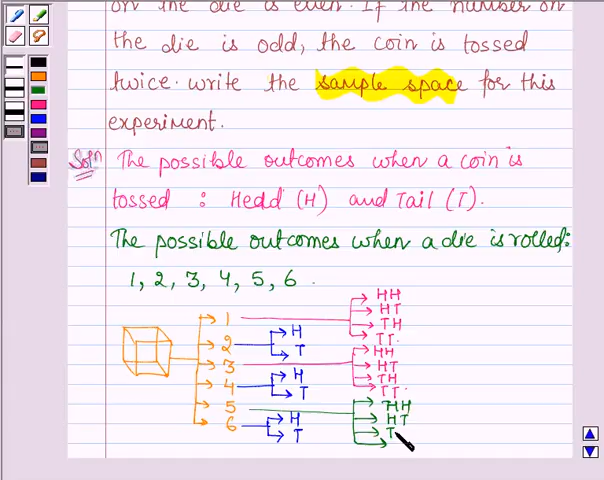 on the die is even. If the number on
the die is odd, the coin is tossed
twice. write the sample space for this
experiment.
Soln The possible outcomes when a coin is
tossed : Hedd (H) and Tail (T).
The possible outcomes when a die is rolled:
1, 2, 3, 4, 5, 6.
1
HH
HT
TH
TT.
2
H
T
3
HH
HT
TH
TT.
4
H
T
5
HH
HT
T
6
H
T